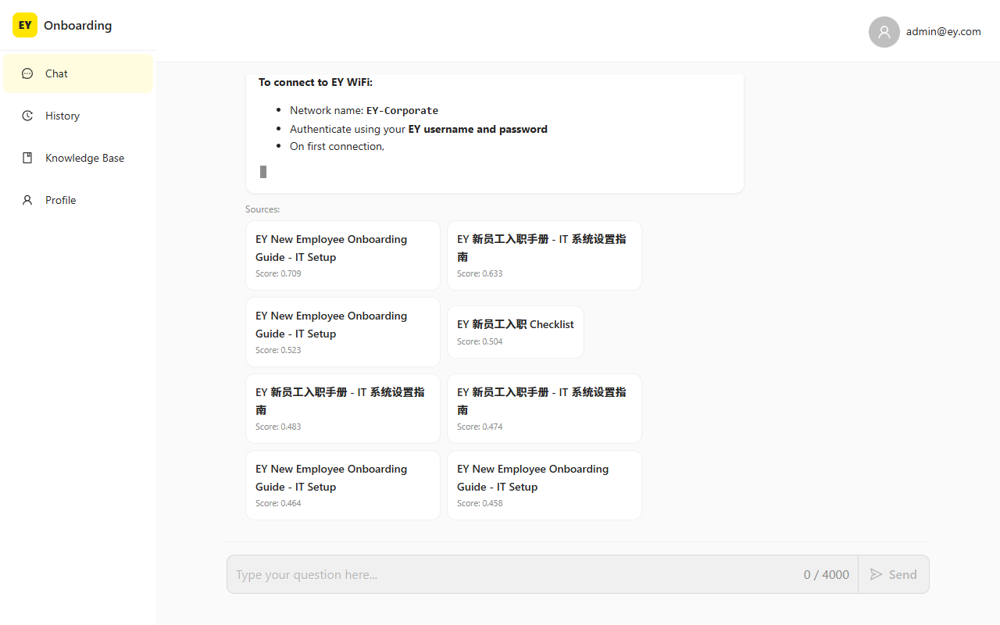 EY Onboarding
admin@ey.com
Chat
History
Knowledge Base
Profile
To connect to EY WiFi:
• Network name: EY-Corporate
• Authenticate using your EY username and password
• On first connection,
Sources:
EY New Employee Onboarding
Guide - IT Setup
Score: 0.709
EY 新员工入职手册 - IT 系统设置指
南
Score: 0.633
EY New Employee Onboarding
Guide - IT Setup
Score: 0.523
EY 新员工入职 Checklist
Score: 0.504
EY 新员工入职手册 - IT 系统设置指
南
Score: 0.483
EY 新员工入职手册 - IT 系统设置指
南
Score: 0.474
EY New Employee Onboarding
Guide - IT Setup
Score: 0.464
EY New Employee Onboarding
Guide - IT Setup
Score: 0.458
Type your question here...
0 / 4000
Send